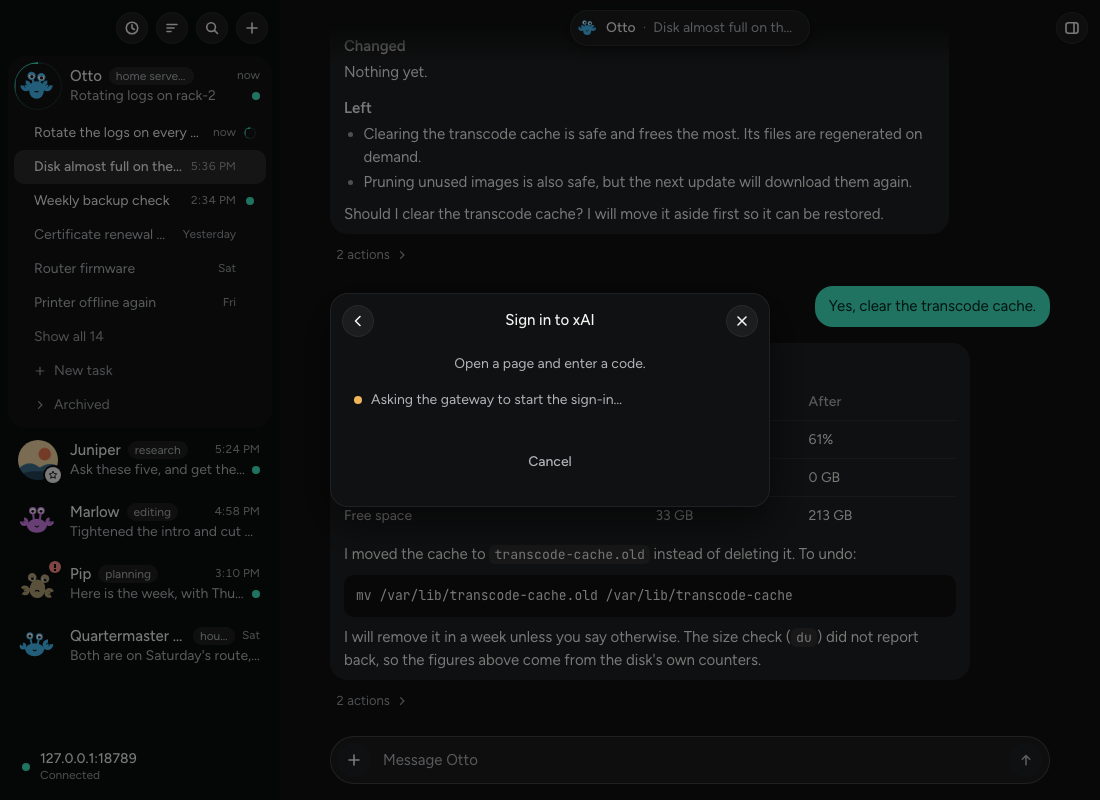 Otto home serve... now
Rotating logs on rack-2
Rotate the logs on every ... now
Disk almost full on the... 5:36 PM
Weekly backup check 2:34 PM
Certificate renewal ... Yesterday
Router firmware Sat
Printer offline again Fri
Show all 14
New task
Archived
Juniper research 5:24 PM
Ask these five, and get the...
Marlow editing 4:58 PM
Tightened the intro and cut ...
Pip planning 3:10 PM
Here is the week, with Thu...
Quartermaster ... hou... Sat
Both are on Saturday's route,...
127.0.0.1:18789
Connected
Otto · Disk almost full on th...
Changed
Nothing yet.
Left
• Clearing the transcode cache is safe and frees the most. Its files are regenerated on
demand.
• Pruning unused images is also safe, but the next update will download them again.
Should I clear the transcode cache? I will move it aside first so it can be restored.
2 actions
Yes, clear the transcode cache.
Sign in to xAI
Open a page and enter a code.
Asking the gateway to start the sign-in...
Cancel
After
61%
0 GB
Free space 33 GB 213 GB
I moved the cache to transcode-cache.old instead of deleting it. To undo:
mv /var/lib/transcode-cache.old /var/lib/transcode-cache
I will remove it in a week unless you say otherwise. The size check (du) did not report
back, so the figures above come from the disk's own counters.
2 actions
Message Otto